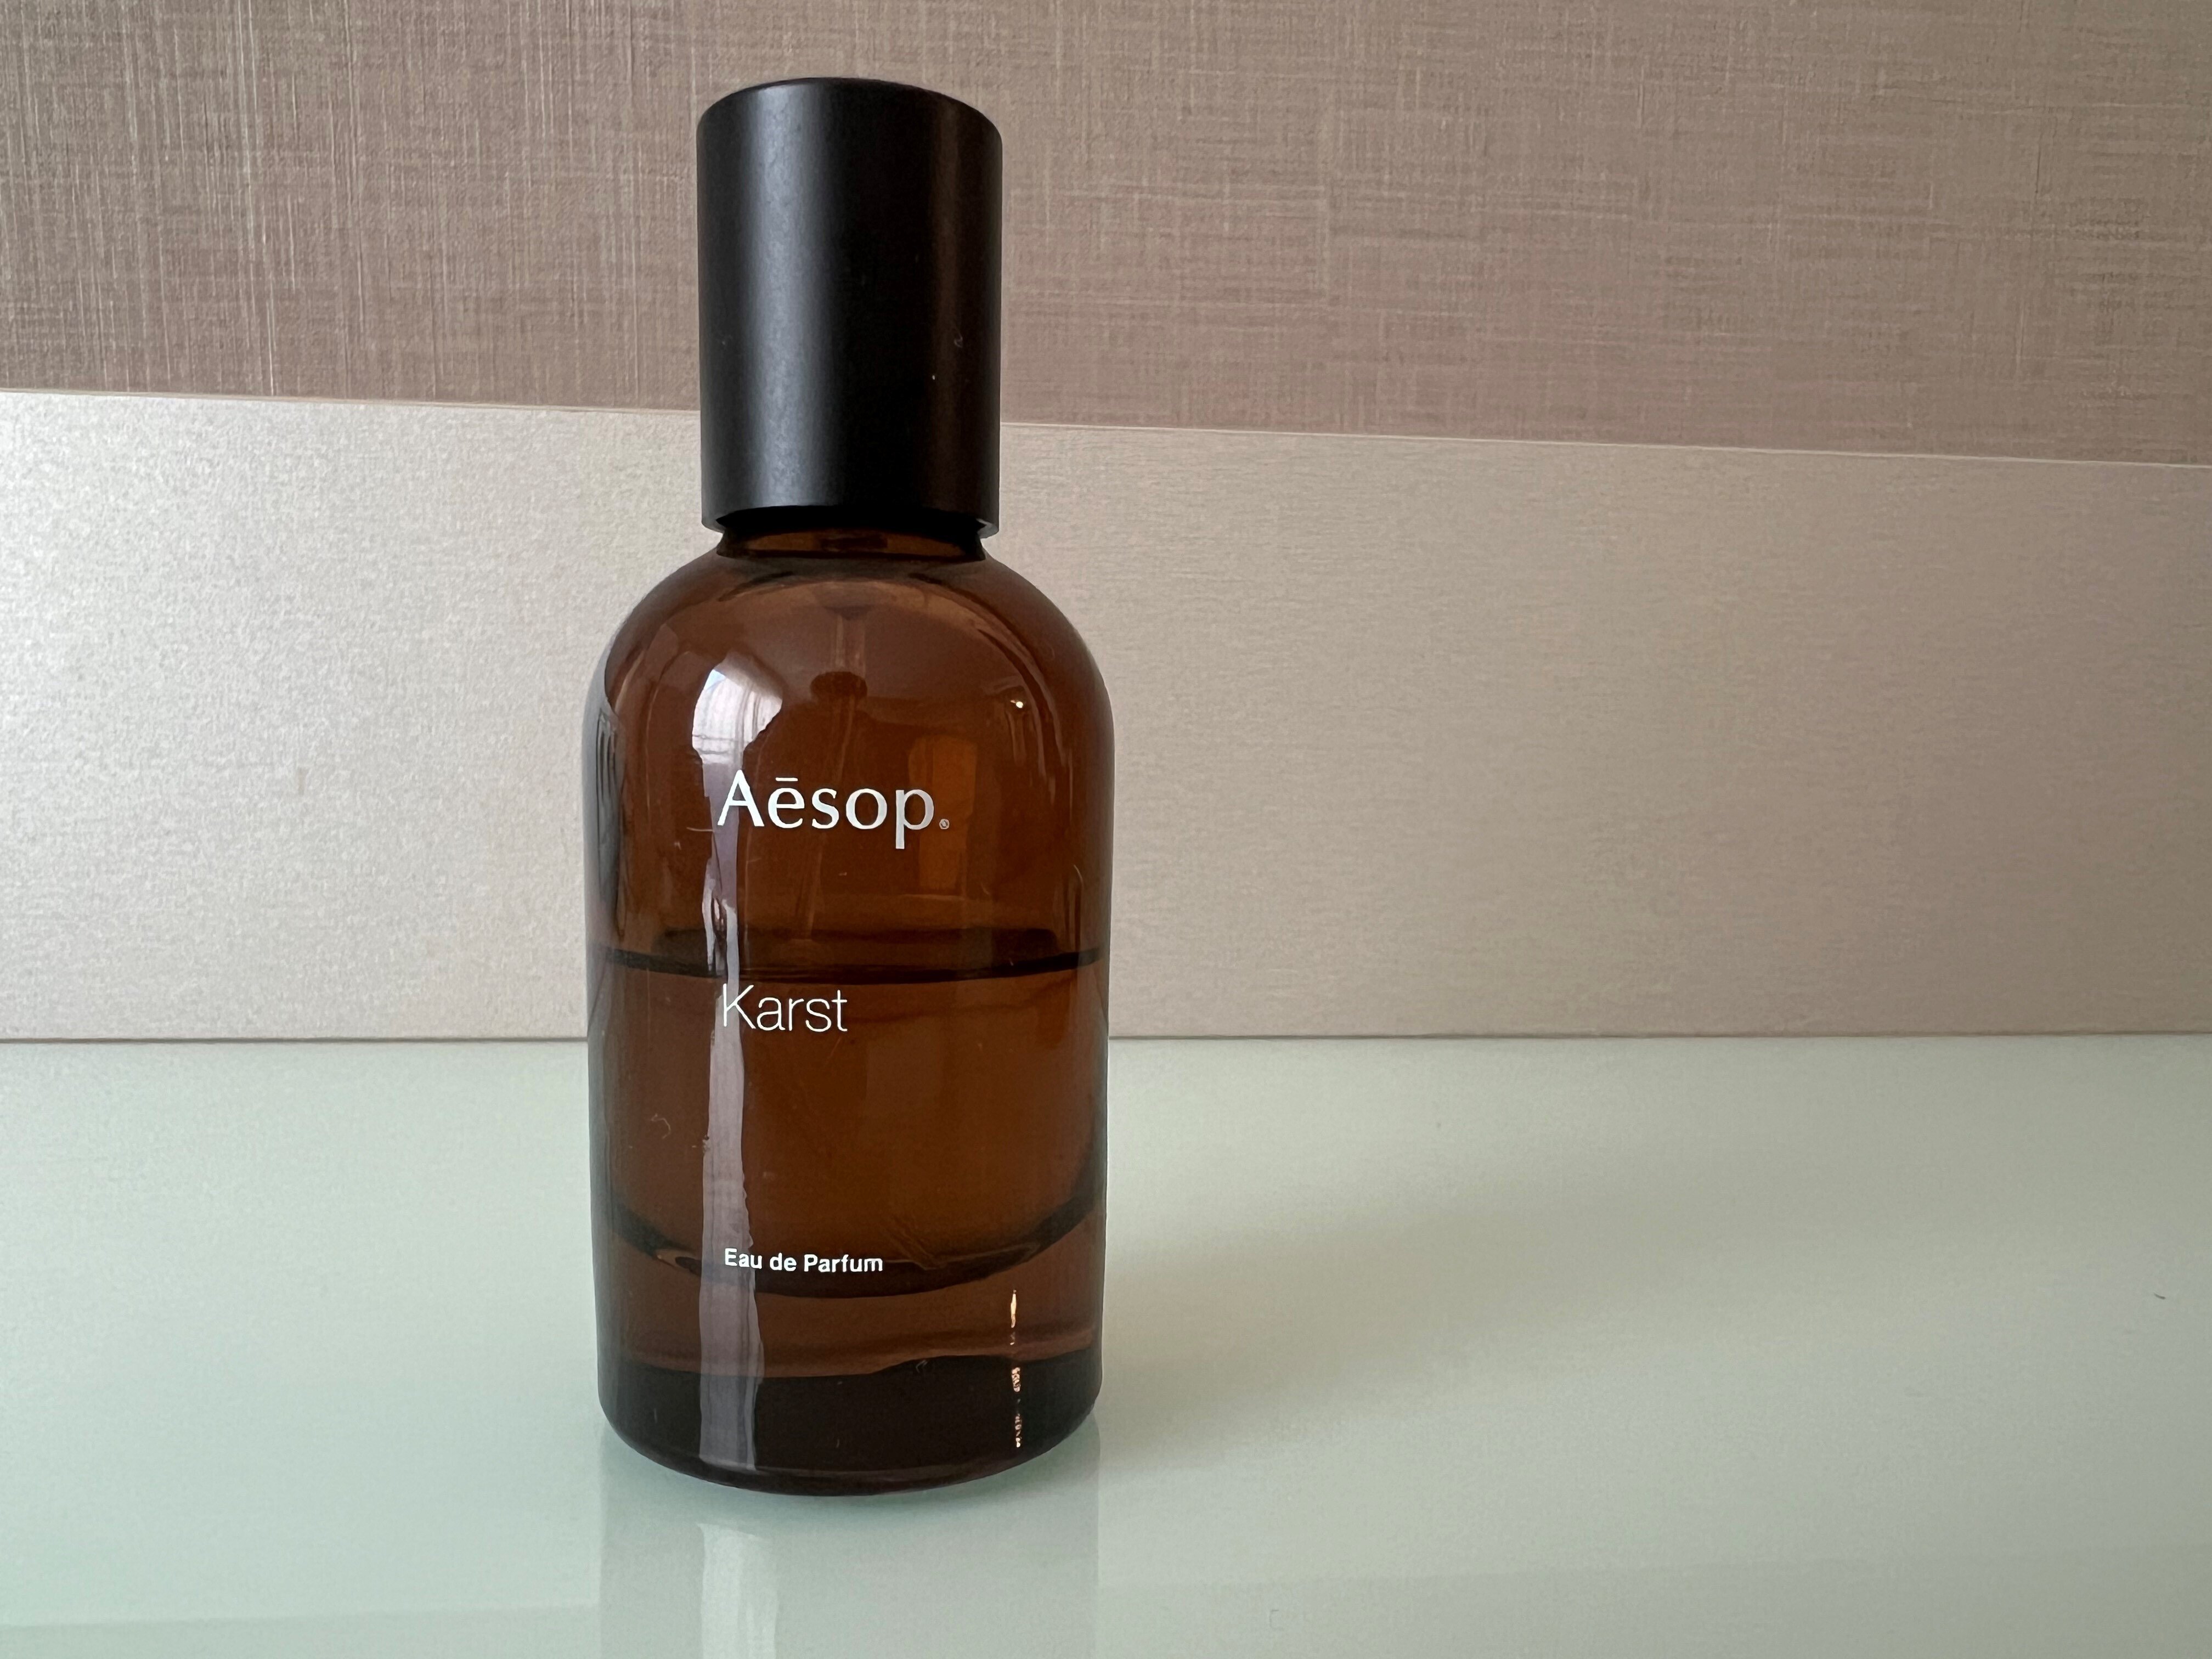 Aēsop.®
Karst
Eau de Parfum